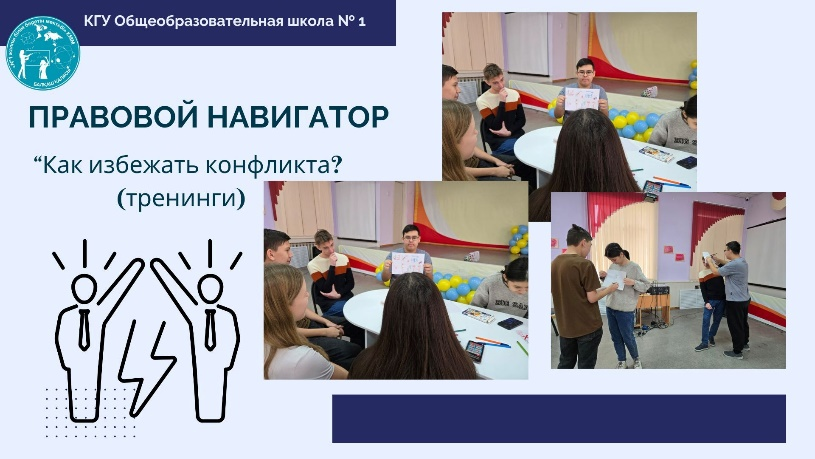 КГУ Общеобразовательная школа № 1
ПРАВОВОЙ НАВИГАТОР
“Как избежать конфликта?
(тренинги)